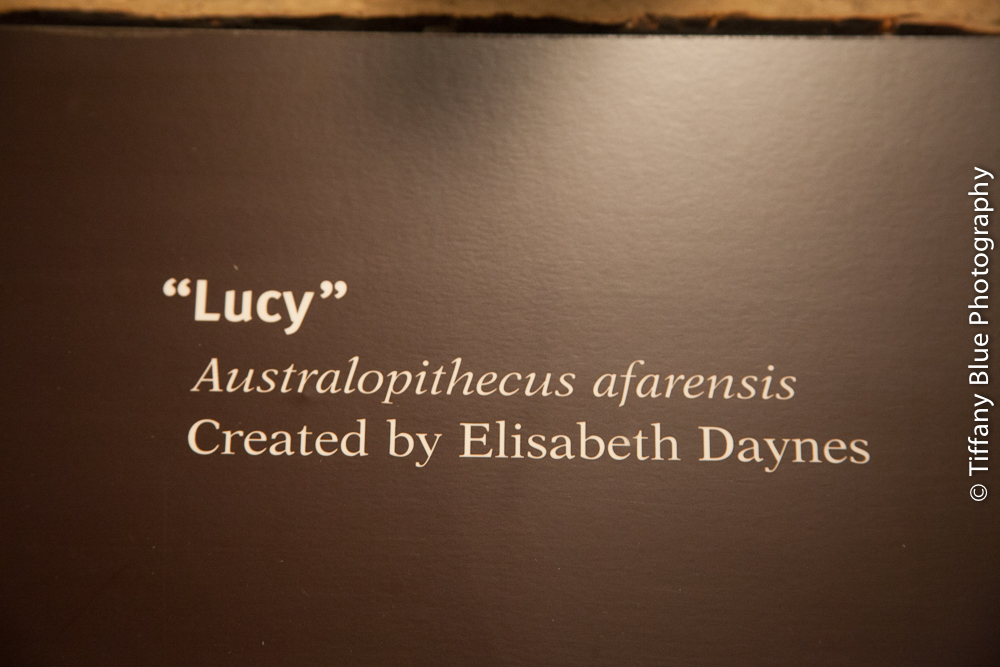 “Lucy”
Australopithecus afarensis
Created by Elisabeth Daynes
© Tiffany Blue Photography